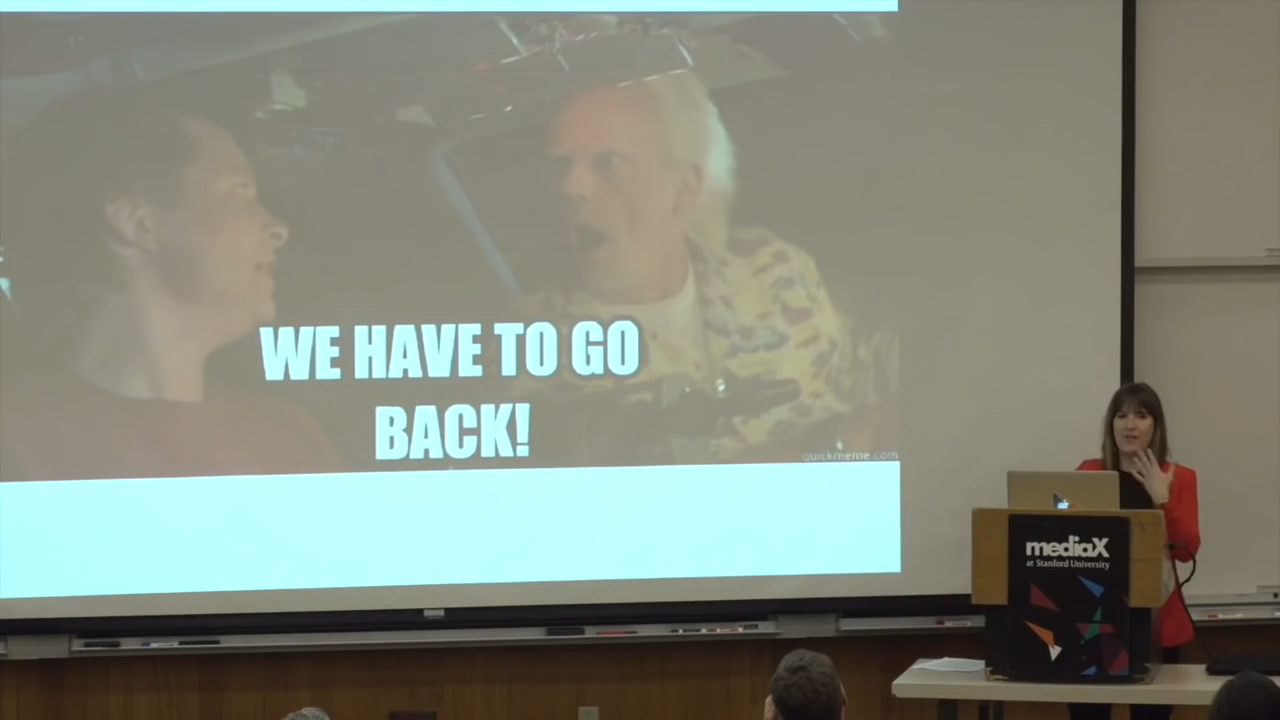 WE HAVE TO GO
BACK!
quickmeme.com
mediaX
at Stanford University